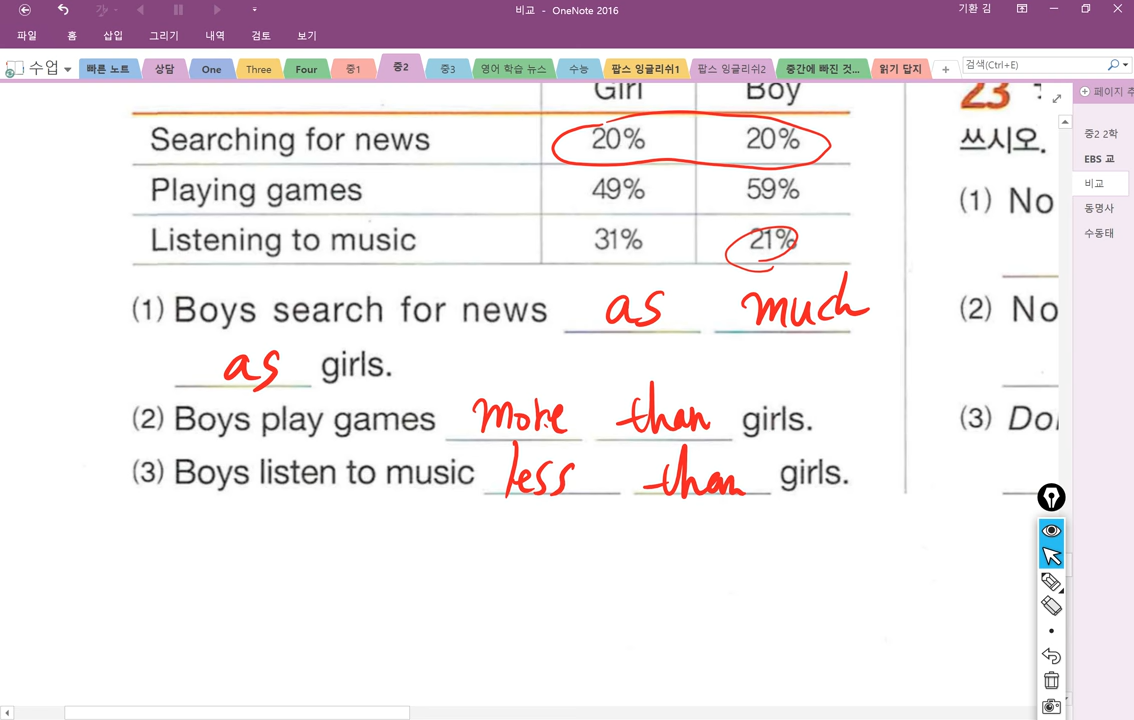 비교 - OneNote 2016
기환 김
파일 홈 삽입 그리기 내역 검토 보기
수업 빠른 노트 상담 One Three Four 중1 중2 중3 영어 학습 뉴스 수능 팝스 잉글리쉬1 팝스 잉글리쉬2 중간에 빠진 것... 읽기 답지 + 검색(Ctrl+E)
페이지 추
중2 2학
EBS 교
비교
동명사
수동태
Girl Boy
Searching for news 20% 20%
Playing games 49% 59%
Listening to music 31% 21%
(1) Boys search for news as much
as girls.
(2) Boys play games more than girls.
(3) Boys listen to music less than girls.
23
쓰시오.
(1) No
(2) No
(3) Do